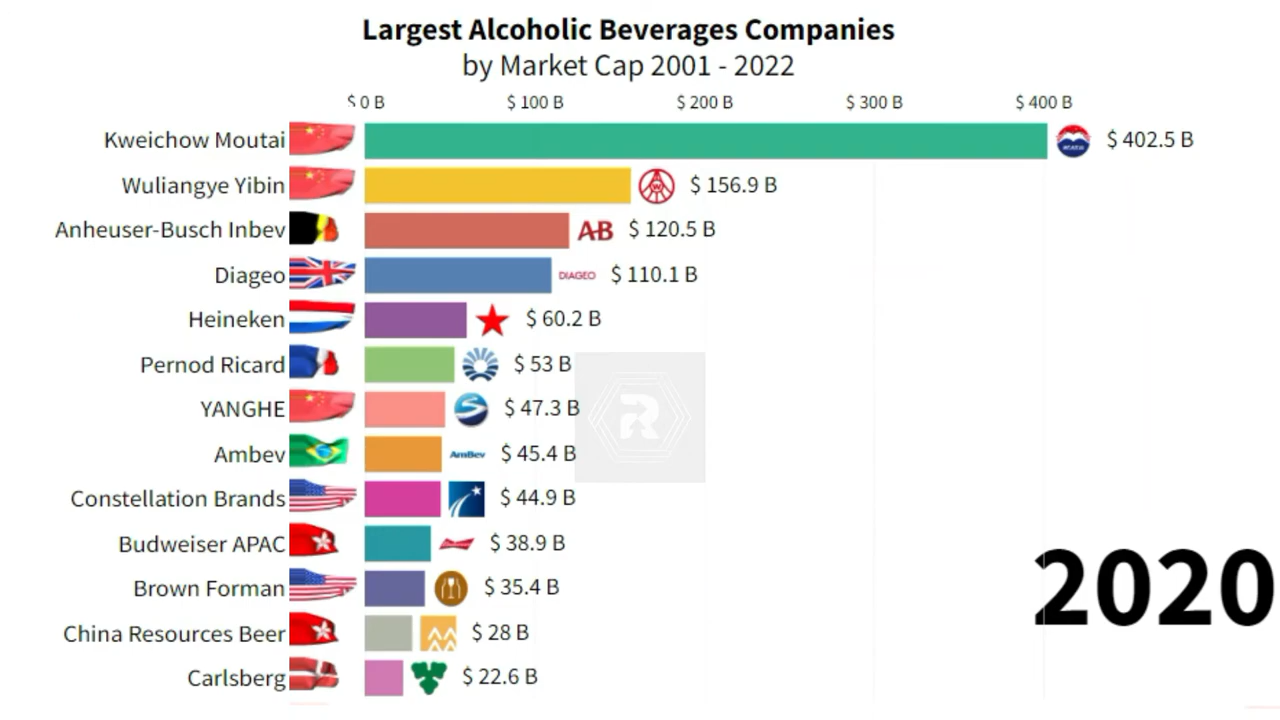 Largest Alcoholic Beverages Companies
by Market Cap 2001 - 2022
$ 0 B $ 100 B $ 200 B $ 300 B $ 400 B
Kweichow Moutai $ 402.5 B
Wuliangye Yibin W $ 156.9 B
Anheuser-Busch Inbev AB $ 120.5 B
Diageo DIAGEO $ 110.1 B
Heineken $ 60.2 B
Pernod Ricard $ 53 B
YANGHE $ 47.3 B
Ambev AmBev $ 45.4 B
Constellation Brands $ 44.9 B
Budweiser APAC $ 38.9 B
Brown Forman $ 35.4 B
China Resources Beer $ 28 B
Carlsberg $ 22.6 B
R
2020